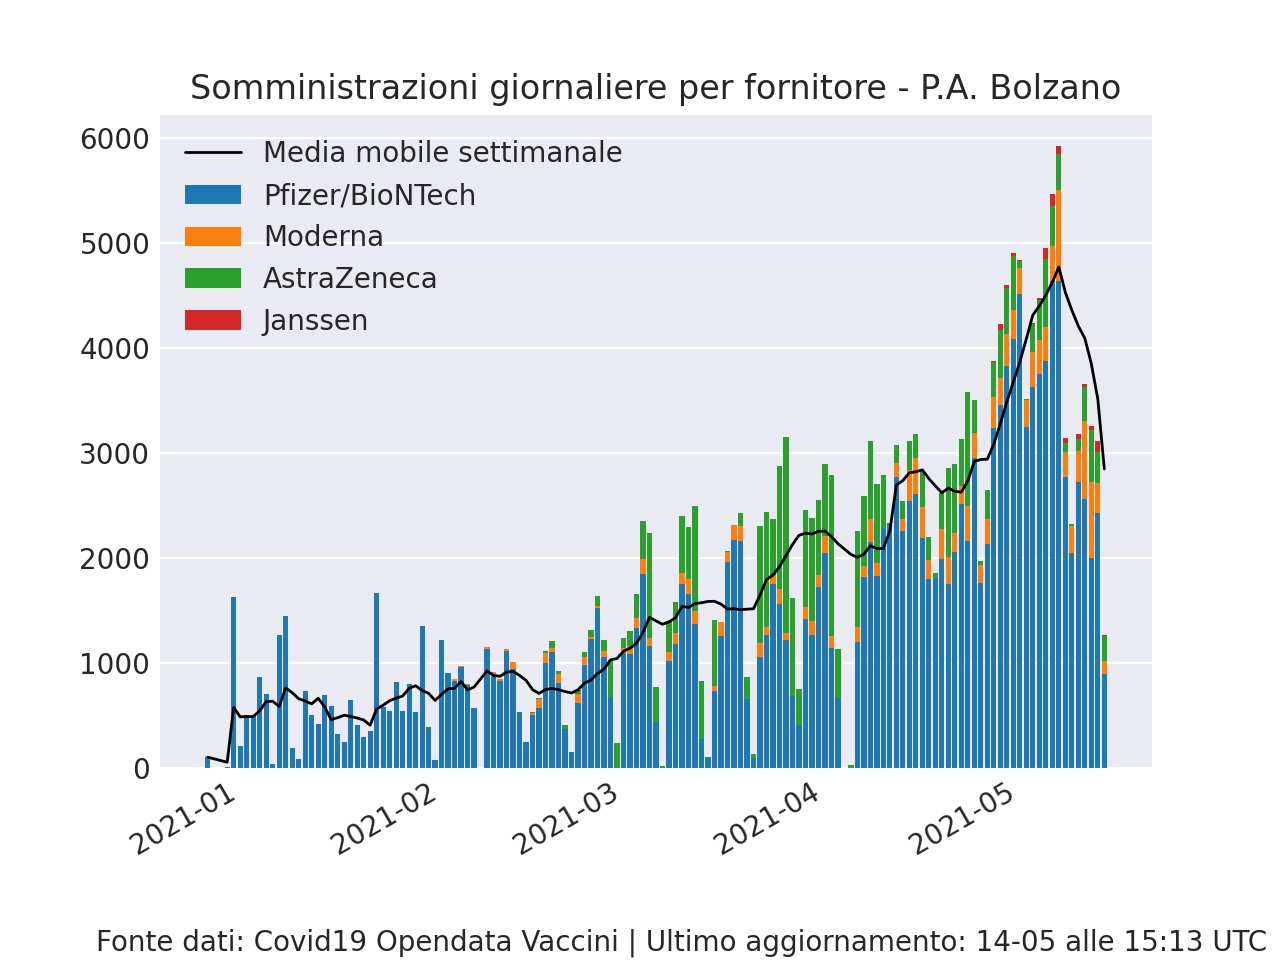 Somministrazioni giornaliere per fornitore - P.A. Bolzano
6000
5000
4000
3000
2000
1000
0
Media mobile settimanale
Pfizer/BioNTech
Moderna
AstraZeneca
Janssen
2021-01
2021-02
2021-03
2021-04
2021-05
Fonte dati: Covid19 Opendata Vaccini | Ultimo aggiornamento: 14-05 alle 15:13 UTC